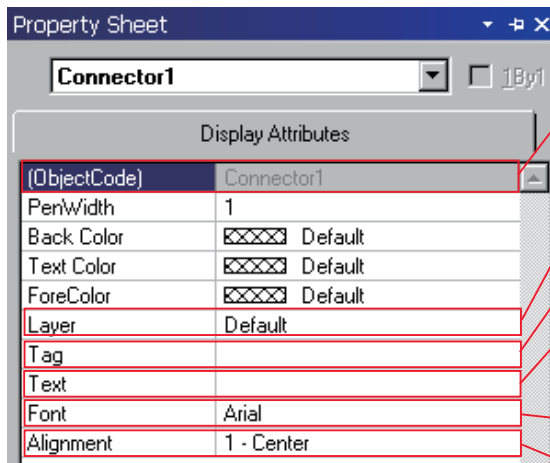 Property Sheet
Connector1
1By1
Display Attributes
(ObjectCode) Connector1
PenWidth 1
Back Color Default
Text Color Default
ForeColor Default
Layer Default
Tag
Text
Font Arial
Alignment 1 - Center